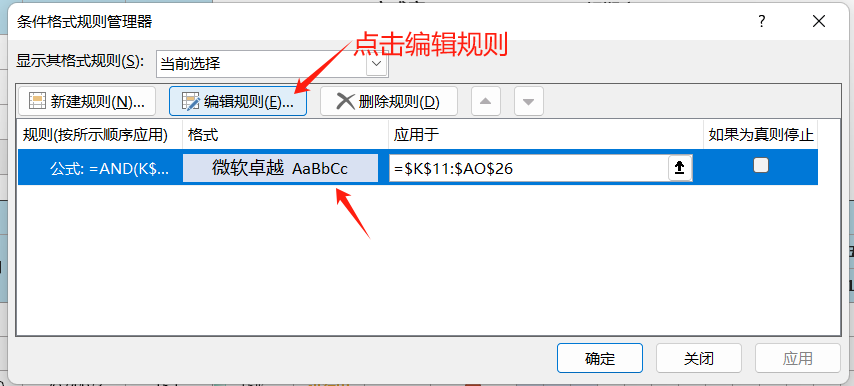 条件格式规则管理器
? ×
点击编辑规则
显示其格式规则(S): 当前选择
新建规则(N)... 编辑规则(E)... 删除规则(D)
规则(按所示顺序应用) 格式 应用于 如果为真则停止
公式: =AND(K$... 微软卓越 AaBbCc =$K$11:$AO$26
确定 关闭 应用